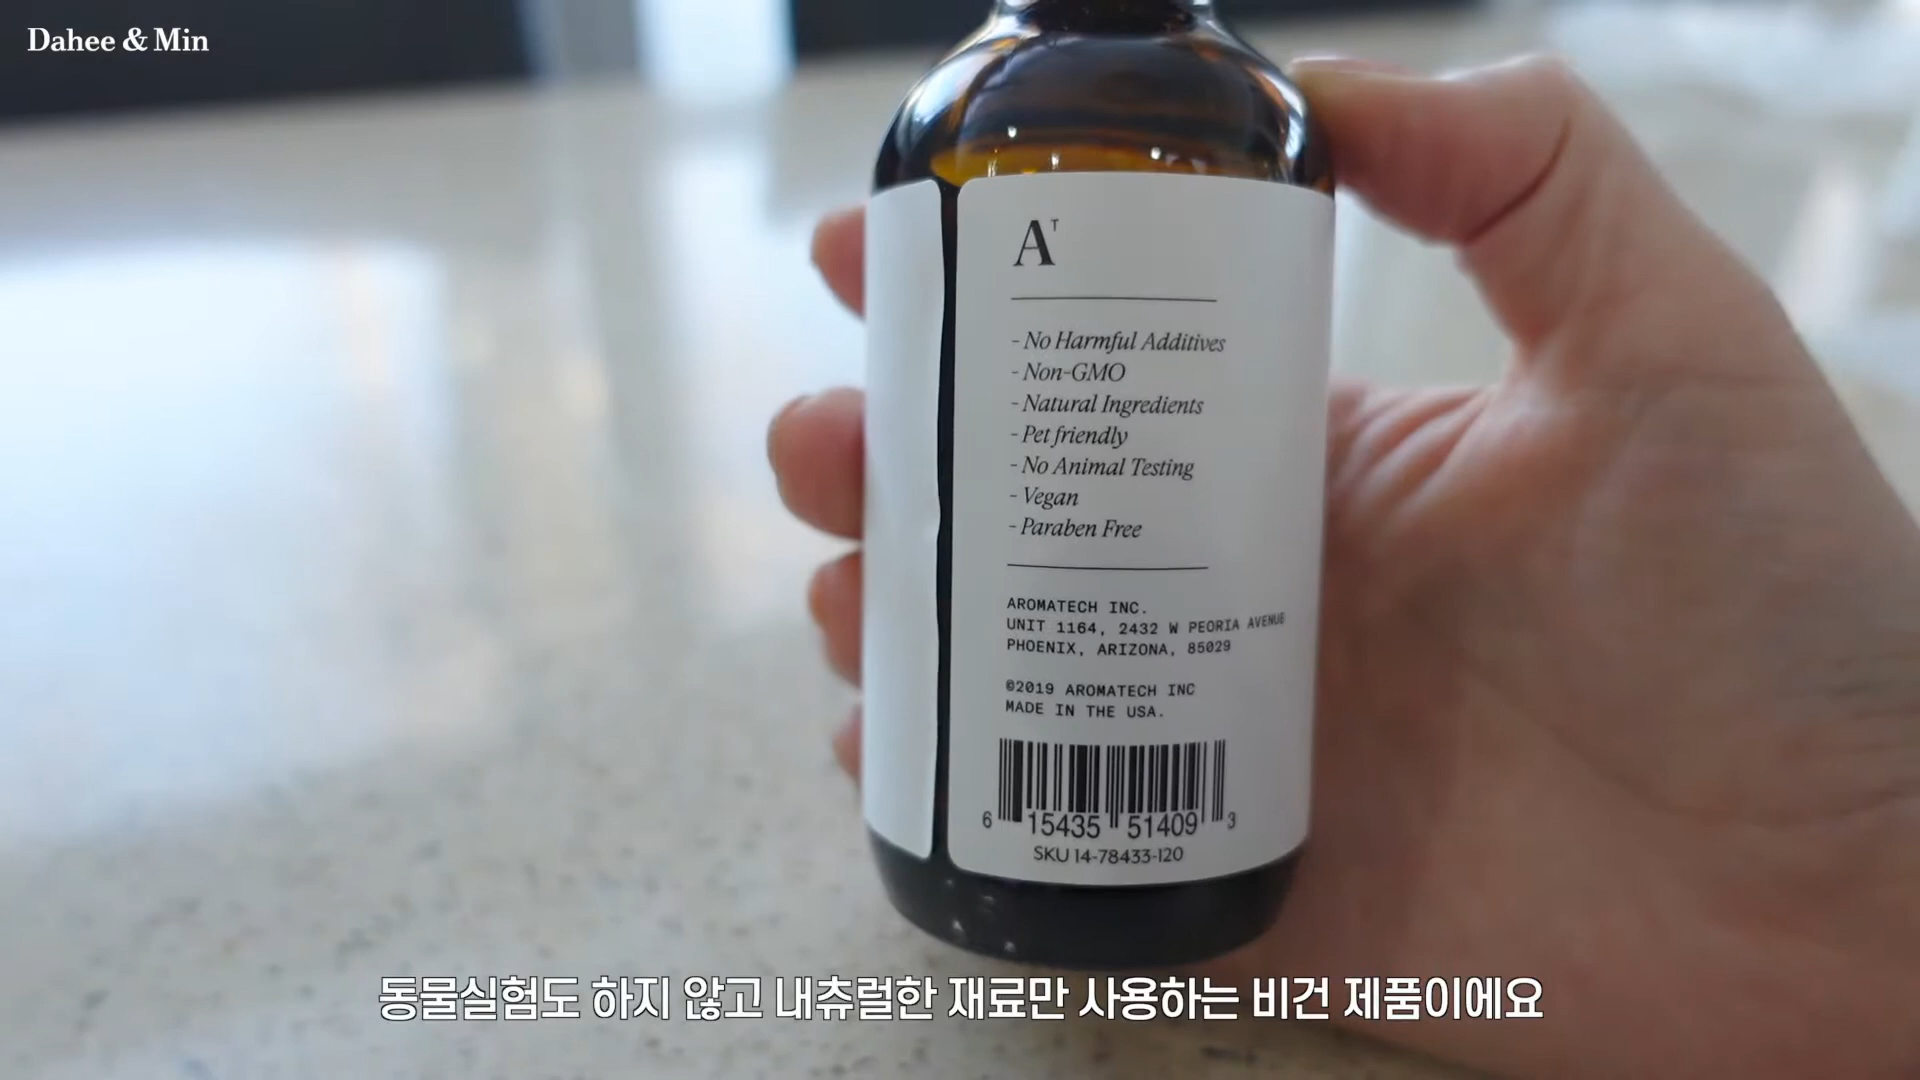 Dahee & Min
AT
- No Harmful Additives
- Non-GMO
- Natural Ingredients
- Pet friendly
- No Animal Testing
- Vegan
- Paraben Free
AROMATECH INC.
UNIT 1164, 2432 W PEORIA AVENUE
PHOENIX, ARIZONA, 85029
©2019 AROMATECH INC
MADE IN THE USA.
6 15435 51409 3
SKU 14-78433-120
동물실험도 하지 않고 내츄럴한 재료만 사용하는 비건 제품이에요